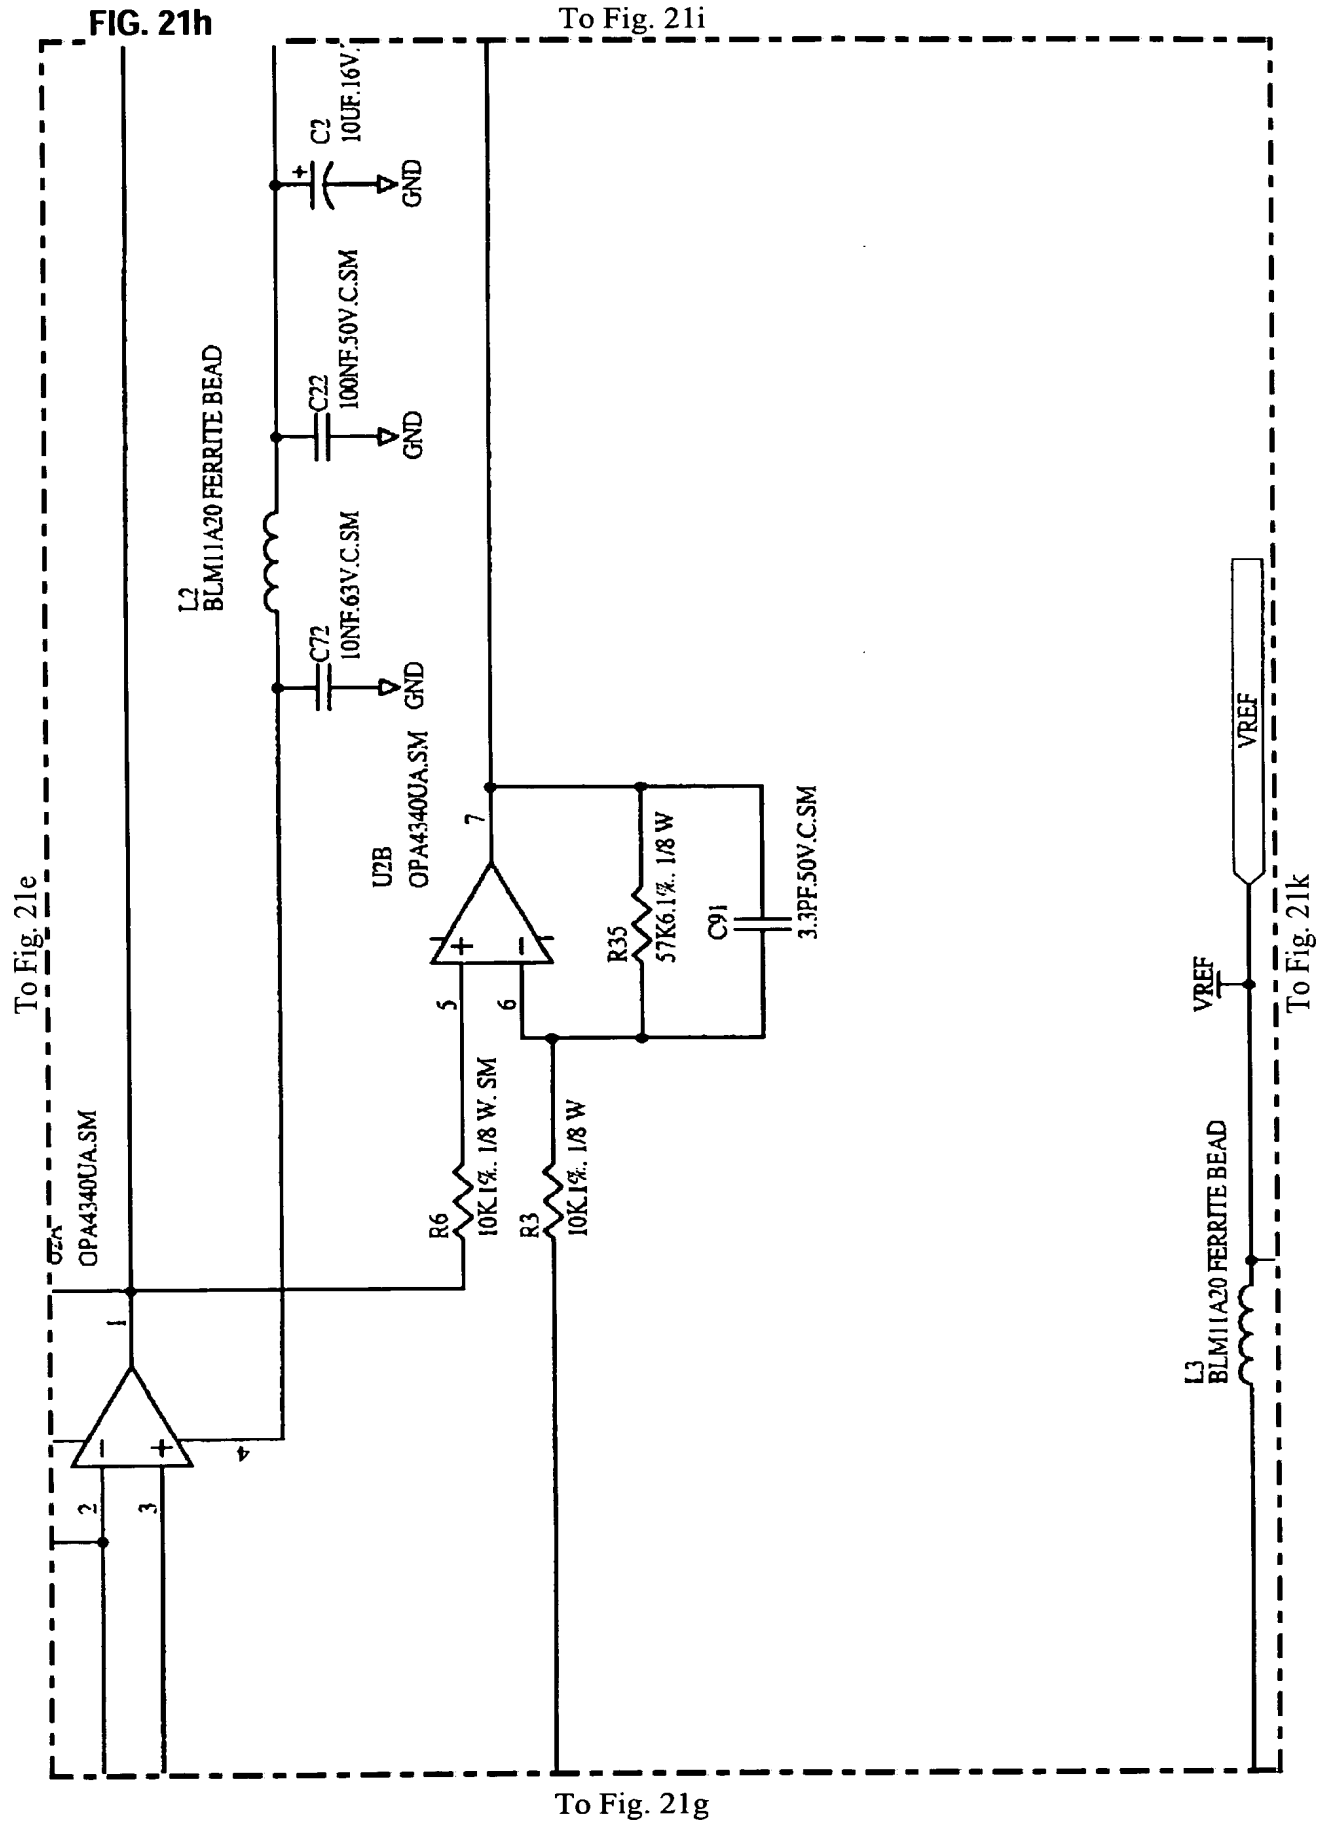 FIG. 21h
To Fig. 21i
To Fig. 21e
To Fig. 21k
To Fig. 21g
+
C2
10UF.16V.
GND
C22
100NF.50V.C.SM
GND
L2
BLM11A20 FERRITE BEAD
C72
10NF.63V.C.SM
GND
U2B
OPA4340UA.SM
7
+
−
5
6
R35
57K6.1%.. 1/8 W
C91
3.3PF.50V.C.SM
R6
10K.1%.. 1/8 W. SM
R3
10K.1%.. 1/8 W
OPA4340UA.SM
1
−
+
2
3
4
VREF
VREF
L3
BLM11A20 FERRITE BEAD